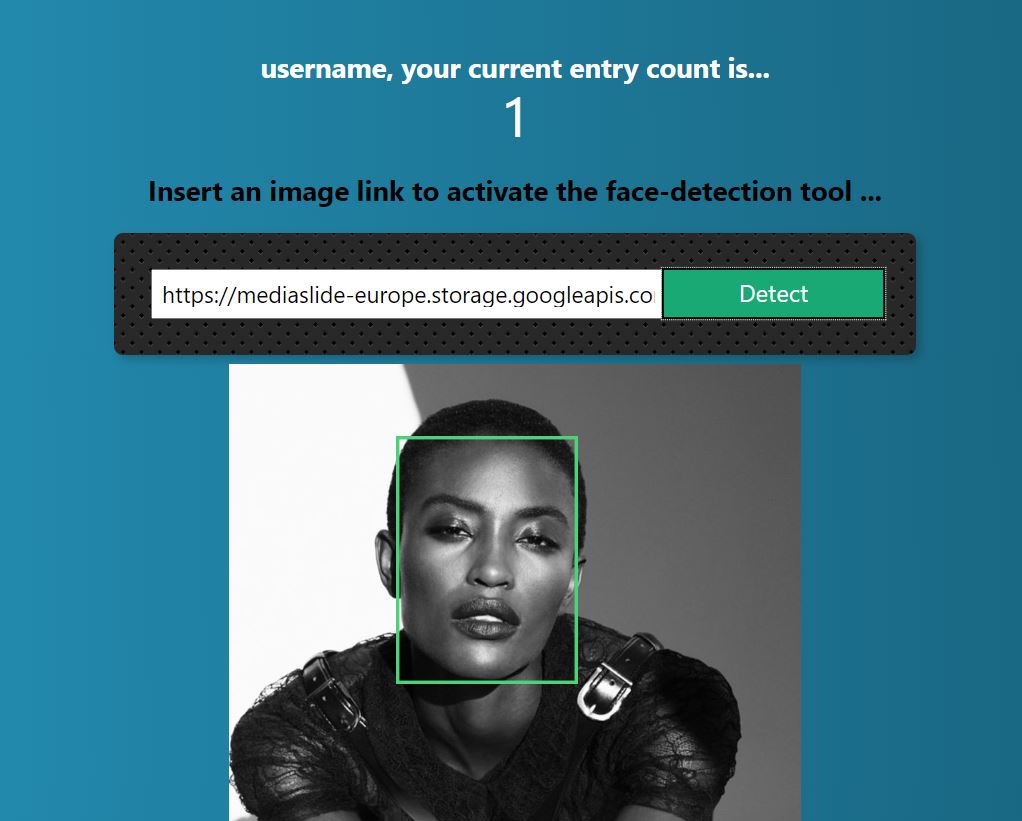 username, your current entry count is...
1
Insert an image link to activate the face-detection tool ...
https://mediaslide-europe.storage.googleapis.co
Detect